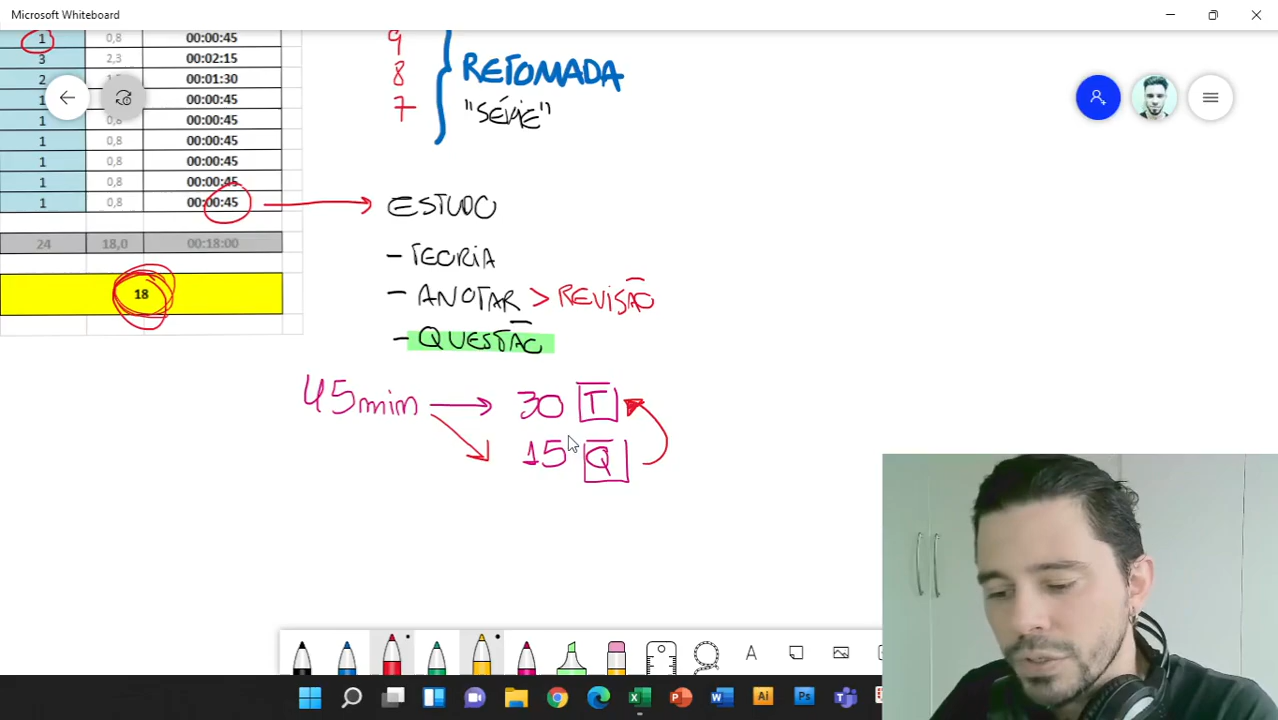 Microsoft Whiteboard
1 0,8 00:00:45
3 2,3 00:02:15
2 00:01:30
1 00:00:45
1 0,8 00:00:45
1 0,8 00:00:45
1 0,8 00:00:45
1 0,8 00:00:45
1 0,8 00:00:45
24 18,0 00:18:00
18
9
8
7
RETOMADA
"SÉRIE"
ESTUDO
- TEORIA
- ANOTAR > REVISÃO
- QUESTÃO
45min → 30 T
15 Q